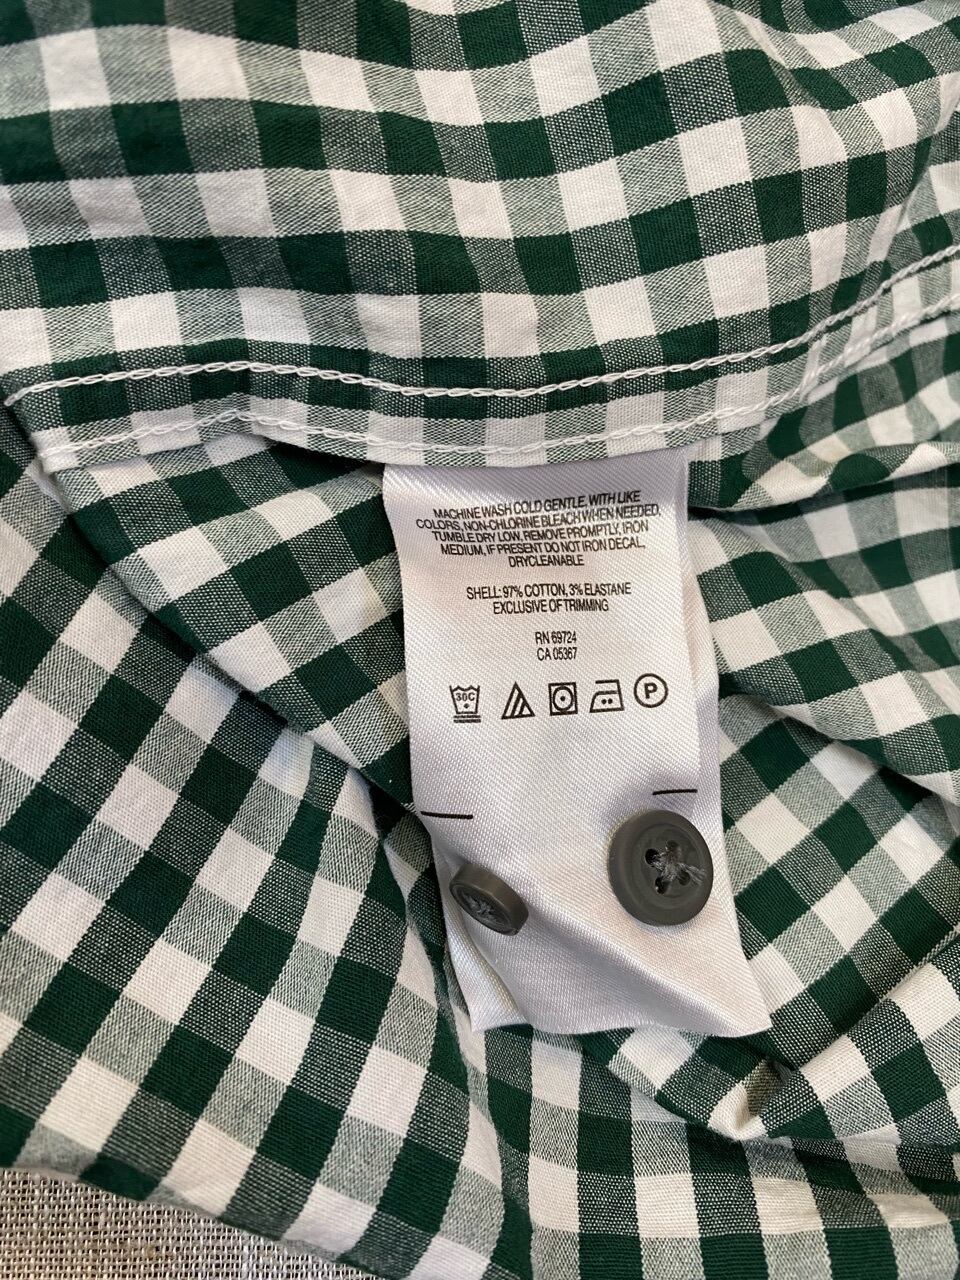 MACHINE WASH COLD GENTLE, WITH LIKE
COLORS, NON-CHLORINE BLEACH WHEN NEEDED,
TUMBLE DRY LOW, REMOVE PROMPTLY, IRON
MEDIUM, IF PRESENT DO NOT IRON DECAL,
DRYCLEANABLE
SHELL: 97% COTTON, 3% ELASTANE
EXCLUSIVE OF TRIMMING
RN 69724
CA 05367
30C P